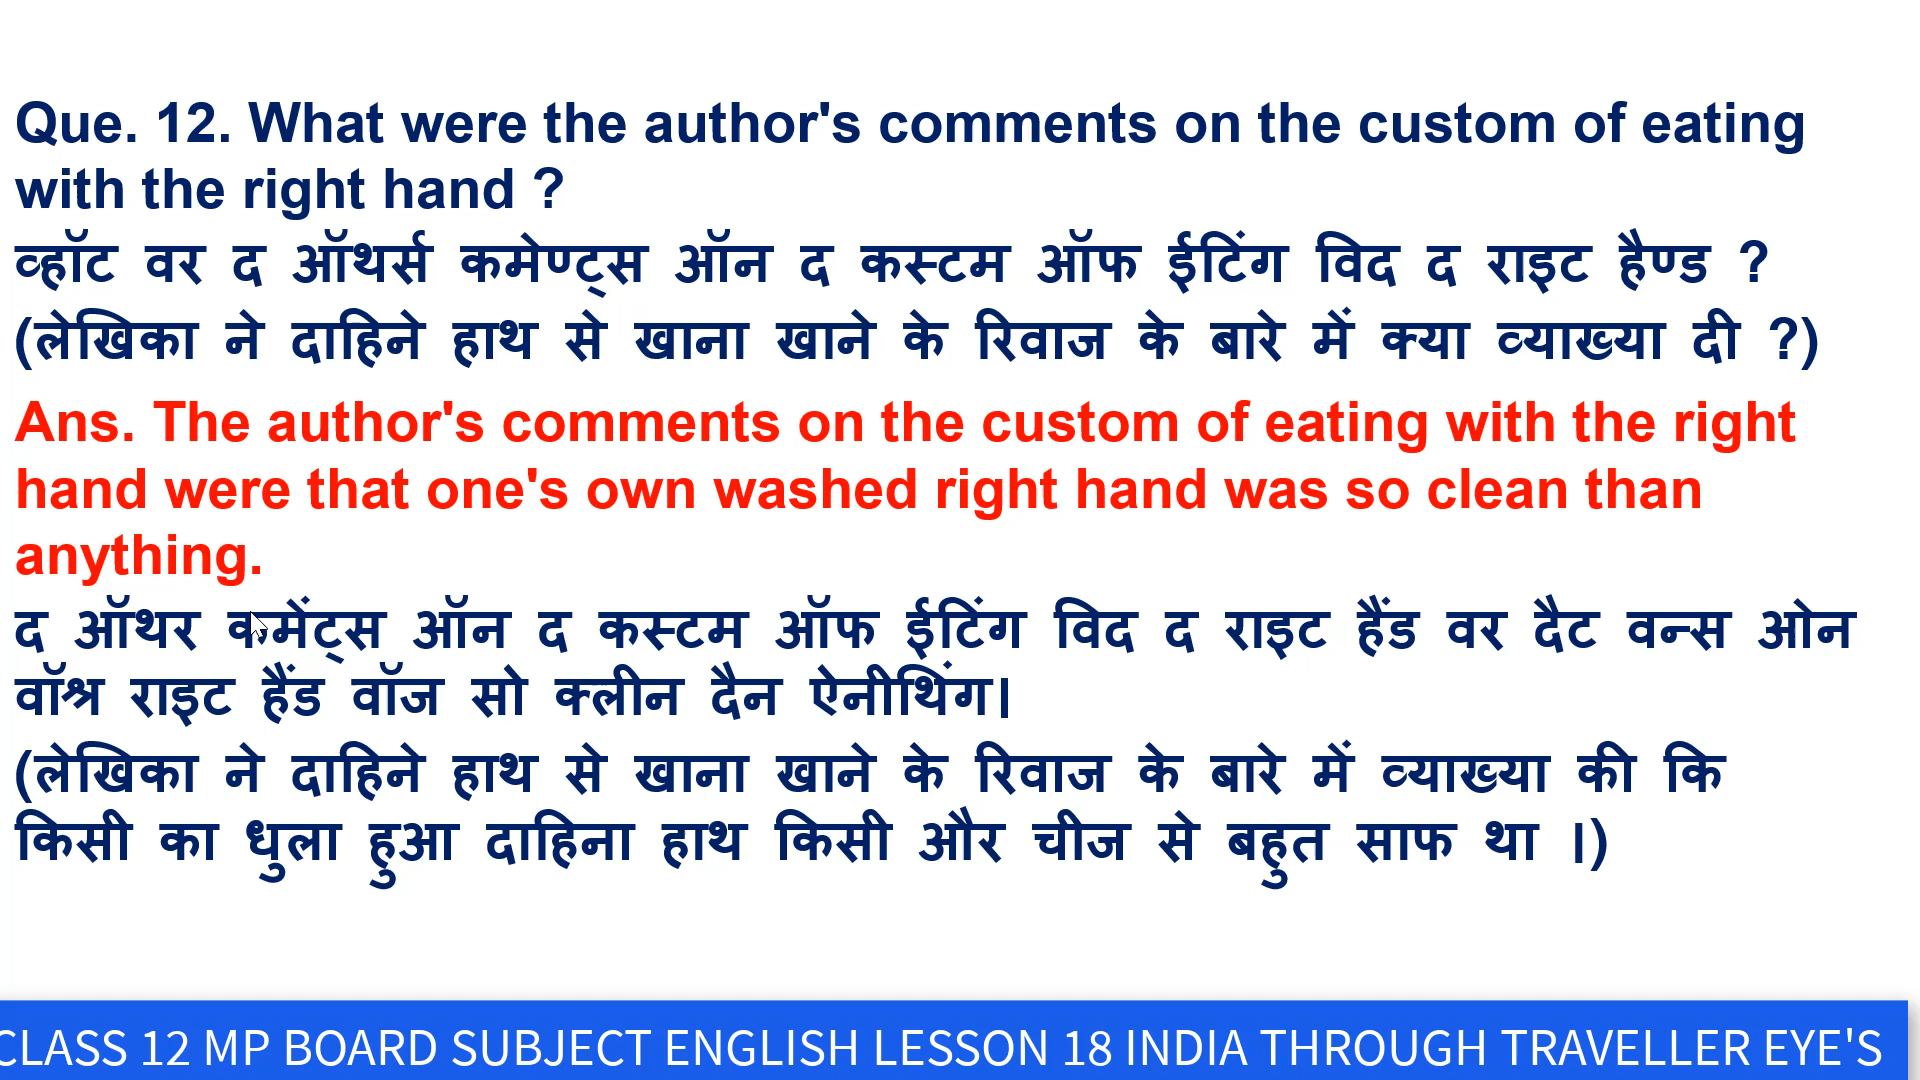 Que. 12. What were the author's comments on the custom of eating
with the right hand ?
व्हॉट वर द ऑथर्स कमेण्ट्स ऑन द कस्टम ऑफ ईटिंग विद द राइट हैण्ड ?
(लेखिका ने दाहिने हाथ से खाना खाने के रिवाज के बारे में क्या व्याख्या दी ?)
Ans. The author's comments on the custom of eating with the right
hand were that one's own washed right hand was so clean than
anything.
द ऑथर कमेंट्स ऑन द कस्टम ऑफ ईटिंग विद द राइट हैंड वर दैट वन्स ओन
वॉश्र राइट हैंड वॉज सो क्लीन दैन ऐनीथिंग।
(लेखिका ने दाहिने हाथ से खाना खाने के रिवाज के बारे में व्याख्या की कि
किसी का धुला हुआ दाहिना हाथ किसी और चीज से बहुत साफ था ।)
CLASS 12 MP BOARD SUBJECT ENGLISH LESSON 18 INDIA THROUGH TRAVELLER EYE'S